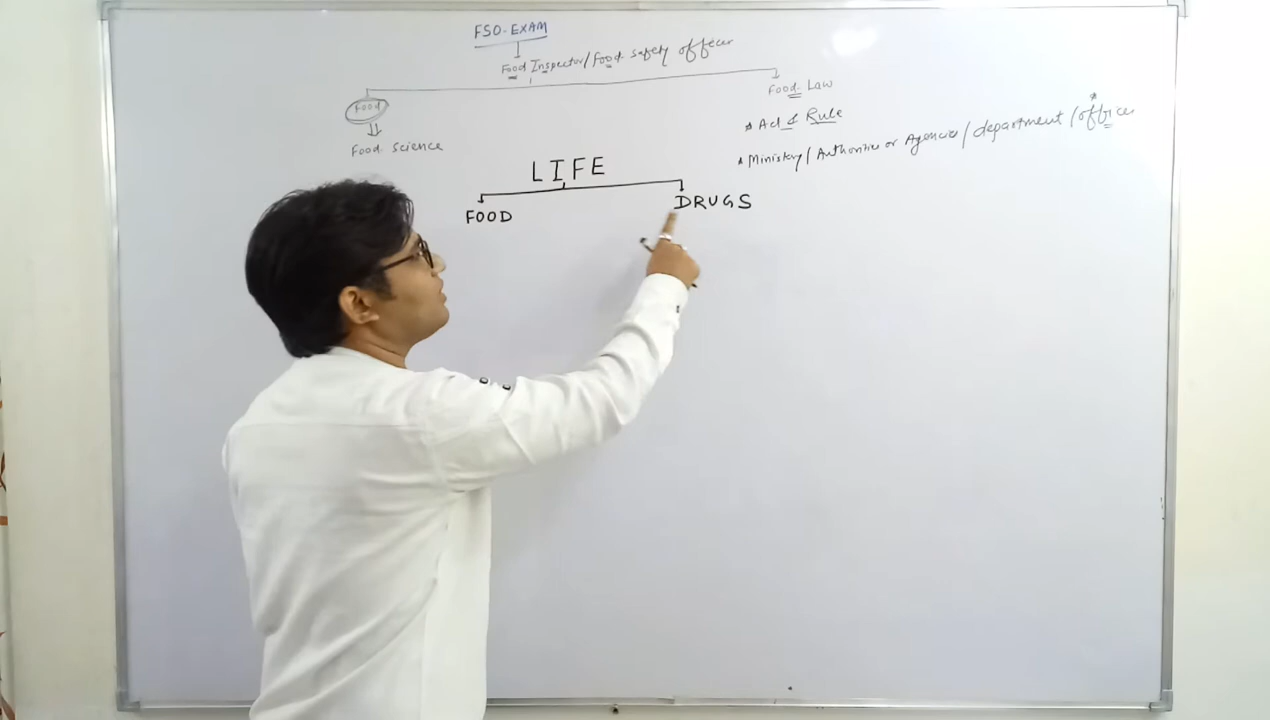 FSO-EXAM
Food Inspector/Food safety officer
Food
Food Law
Food science
* Act & Rule
* Ministry/Authorities or Agencies/department/office
LIFE
FOOD
DRUGS